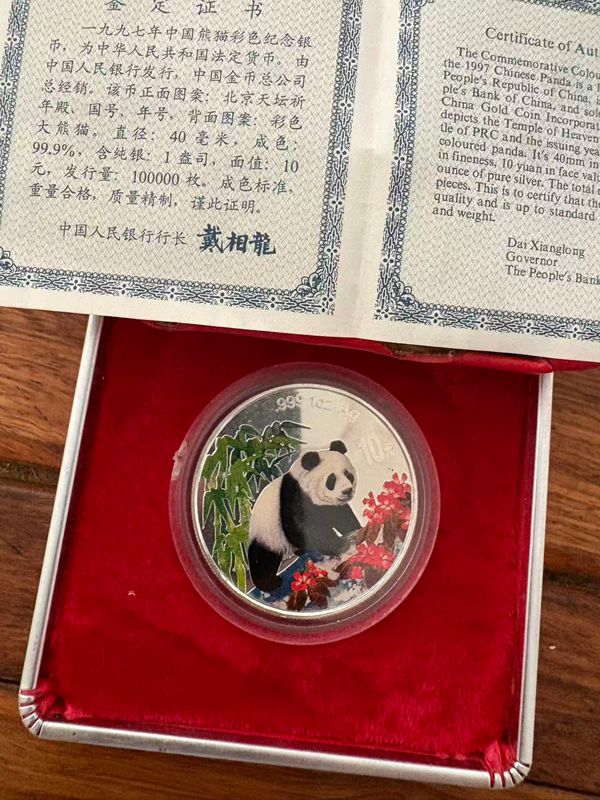 鉴定证书
一九九七年中国熊猫彩色纪念银
币，为中华人民共和国法定货币。由
中国人民银行发行，中国金币总公司
总经销。该币正面图案：北京天坛祈
年殿、国号、年号，背面图案：彩色
大熊猫。直径：40毫米，成色：
99.9%，含纯银：1盎司，面值：10
元，发行量：100000枚。成色标准、
重量合格，质量精制，谨此证明。
中国人民银行行长 戴相龍
Certificate of Aut
The Commemorative Colou
the 1997 Chinese Panda is a l
People's Republic of China, i
ple's Bank of China, and sole
China Gold Coin Incorporat
depicts the Temple of Heaven
tle of PRC and the issuing yea
coloured panda. It's 40mm in
in fineness, 10 yuan in face valu
ounce of pure silver. The total
pieces. This is to certify that the
quality and is up to standard
and weight.
Dai Xianglong
Governor
The People's Bank
.999 1oz Ag
10元